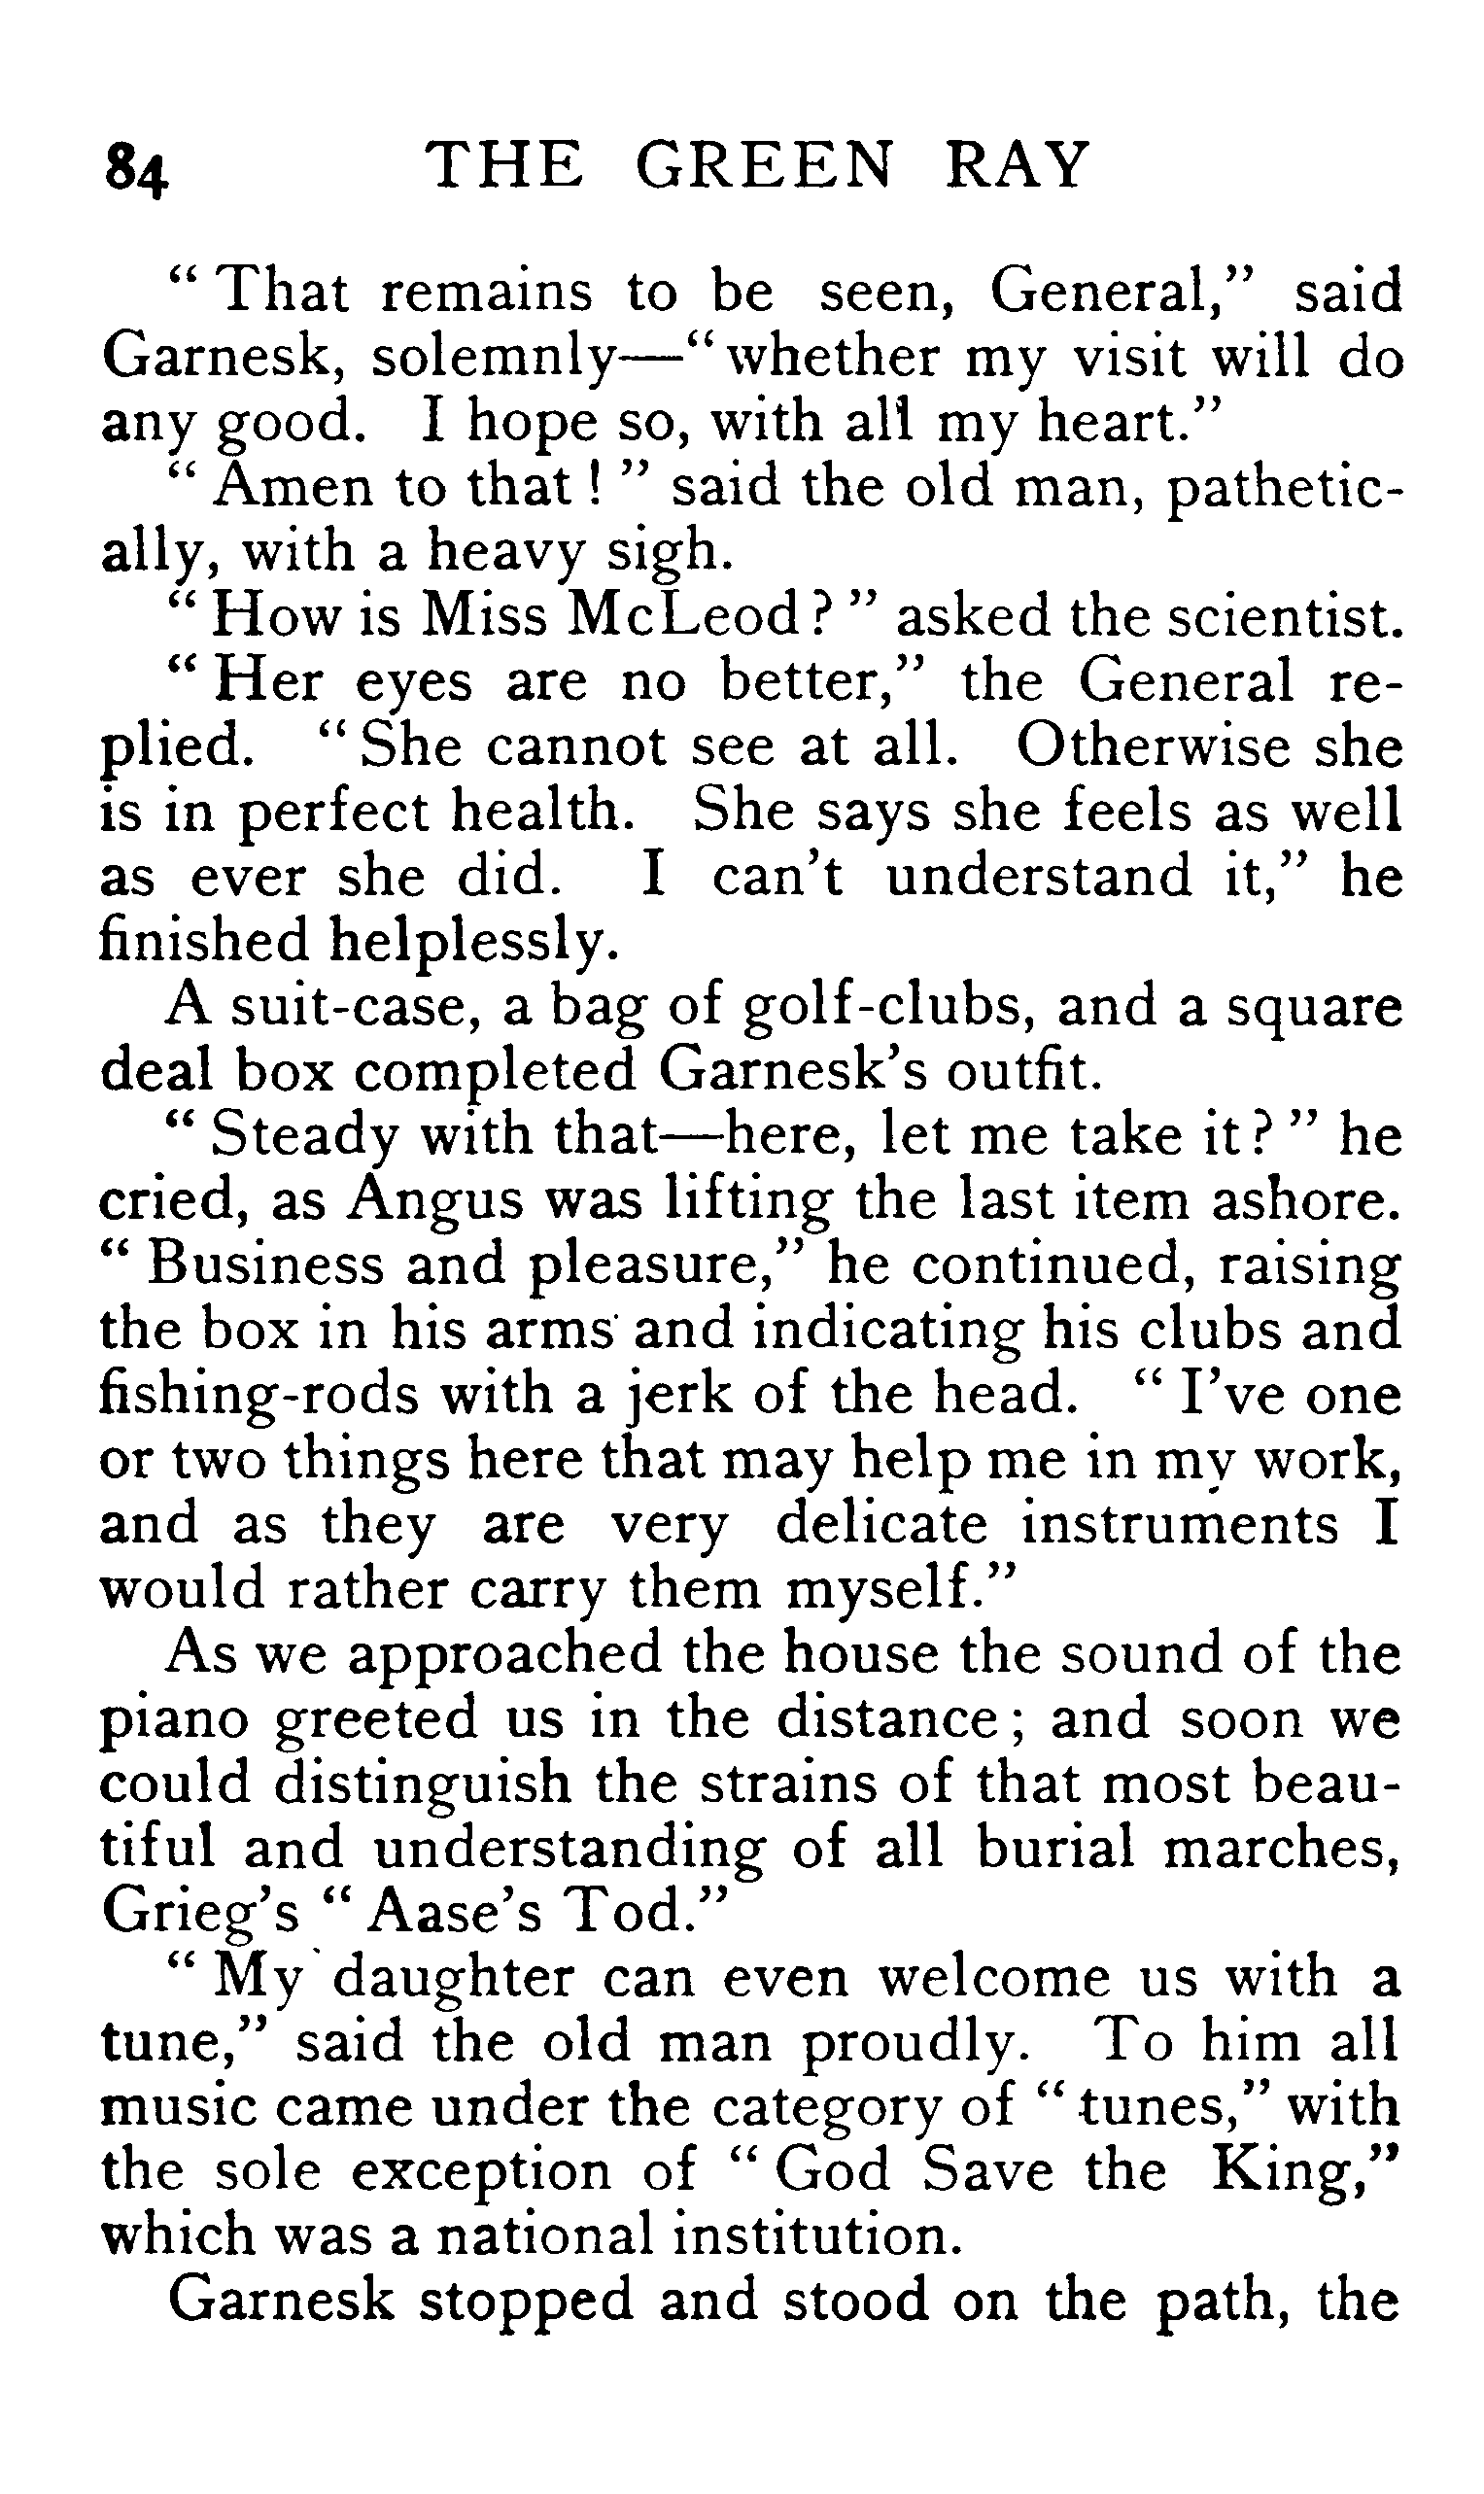 84 THE GREEN RAY
“ That remains to be seen, General,” said
Garnesk, solemnly—“ whether my visit will do
any good. I hope so, with all my heart.”
“ Amen to that ! ” said the old man, pathetic-
ally, with a heavy sigh.
“ How is Miss McLeod ? ” asked the scientist.
“ Her eyes are no better,” the General re-
plied. “ She cannot see at all. Otherwise she
is in perfect health. She says she feels as well
as ever she did. I can’t understand it,” he
finished helplessly.
A suit-case, a bag of golf-clubs, and a square
deal box completed Garnesk’s outfit.
“ Steady with that—here, let me take it ? ” he
cried, as Angus was lifting the last item ashore.
“ Business and pleasure,” he continued, raising
the box in his arms and indicating his clubs and
fishing-rods with a jerk of the head. “ I’ve one
or two things here that may help me in my work,
and as they are very delicate instruments I
would rather carry them myself.”
As we approached the house the sound of the
piano greeted us in the distance ; and soon we
could distinguish the strains of that most beau-
tiful and understanding of all burial marches,
Grieg’s “ Aase’s Tod.”
“ My daughter can even welcome us with a
tune,” said the old man proudly. To him all
music came under the category of “ tunes,” with
the sole exception of “ God Save the King,”
which was a national institution.
Garnesk stopped and stood on the path, the